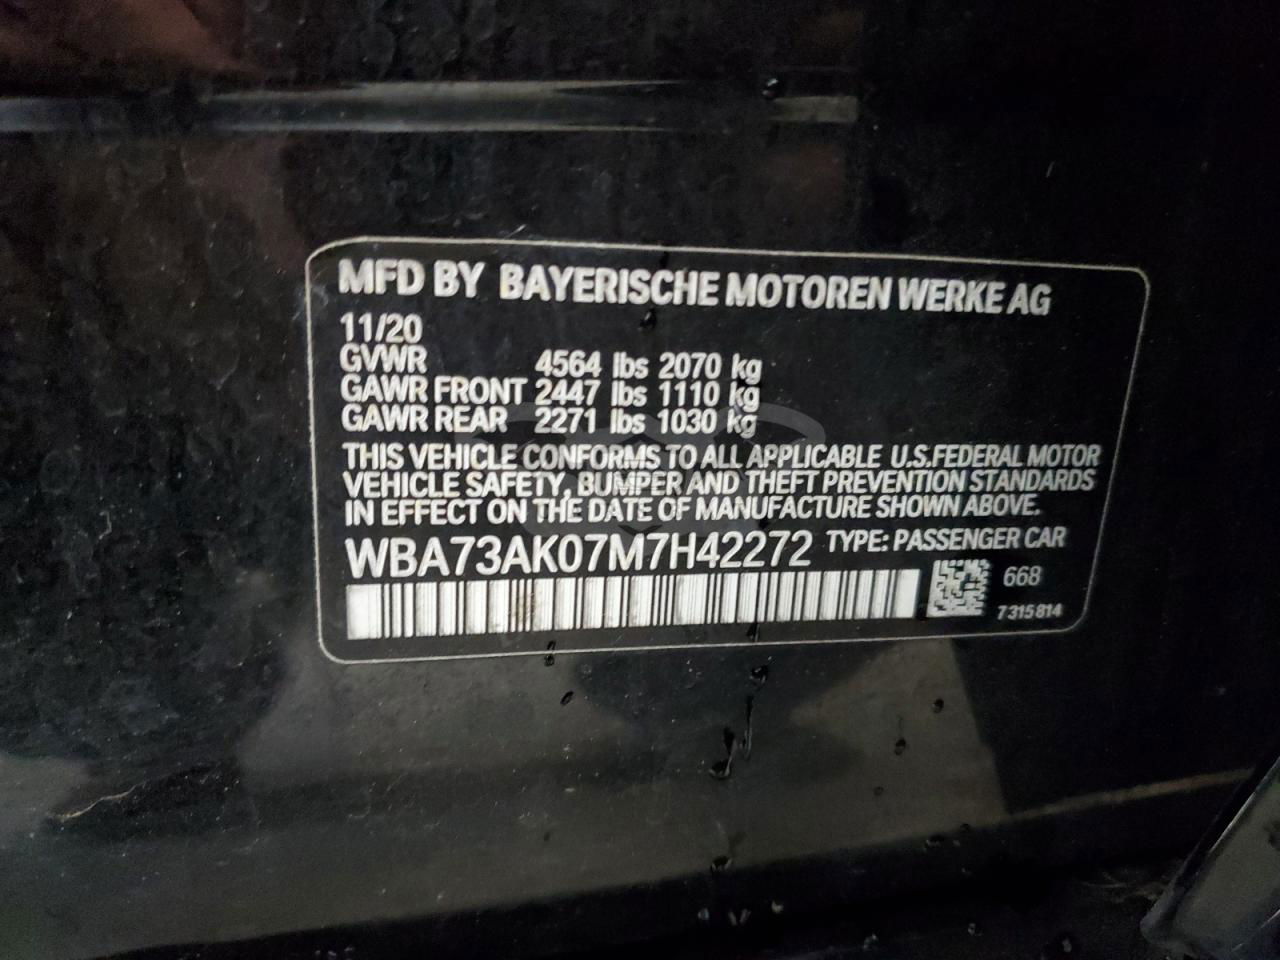 MFD BY BAYERISCHE MOTOREN WERKE AG
11/20
GVWR 4564 lbs 2070 kg
GAWR FRONT 2447 lbs 1110 kg
GAWR REAR 2271 lbs 1030 kg
THIS VEHICLE CONFORMS TO ALL APPLICABLE U.S.FEDERAL MOTOR
VEHICLE SAFETY, BUMPER AND THEFT PREVENTION STANDARDS
IN EFFECT ON THE DATE OF MANUFACTURE SHOWN ABOVE.
WBA73AK07M7H42272 TYPE: PASSENGER CAR
668
7315814